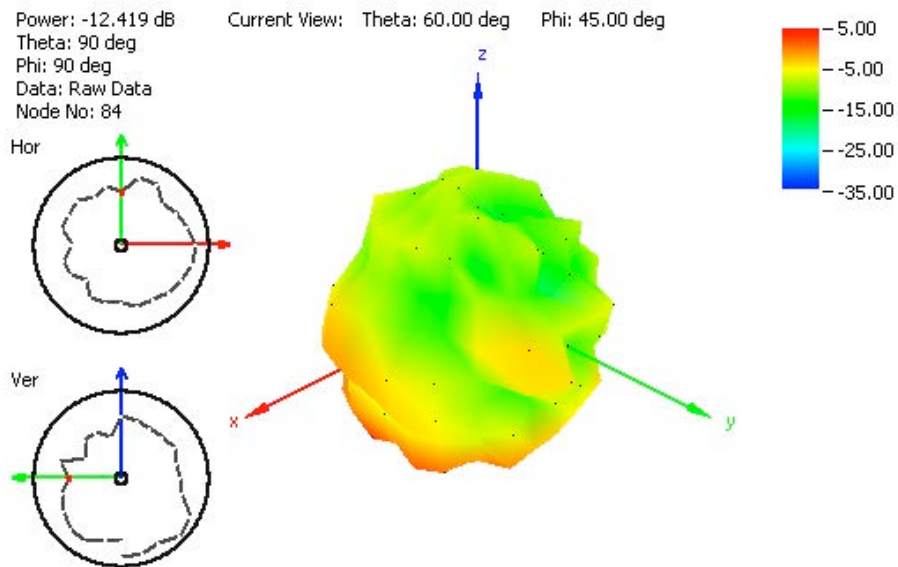 Power: -12.419 dB
Theta: 90 deg
Phi: 90 deg
Data: Raw Data
Node No: 84
Current View: Theta: 60.00 deg Phi: 45.00 deg
5.00
-5.00
-15.00
-25.00
-35.00
Hor
Ver
z
x
y